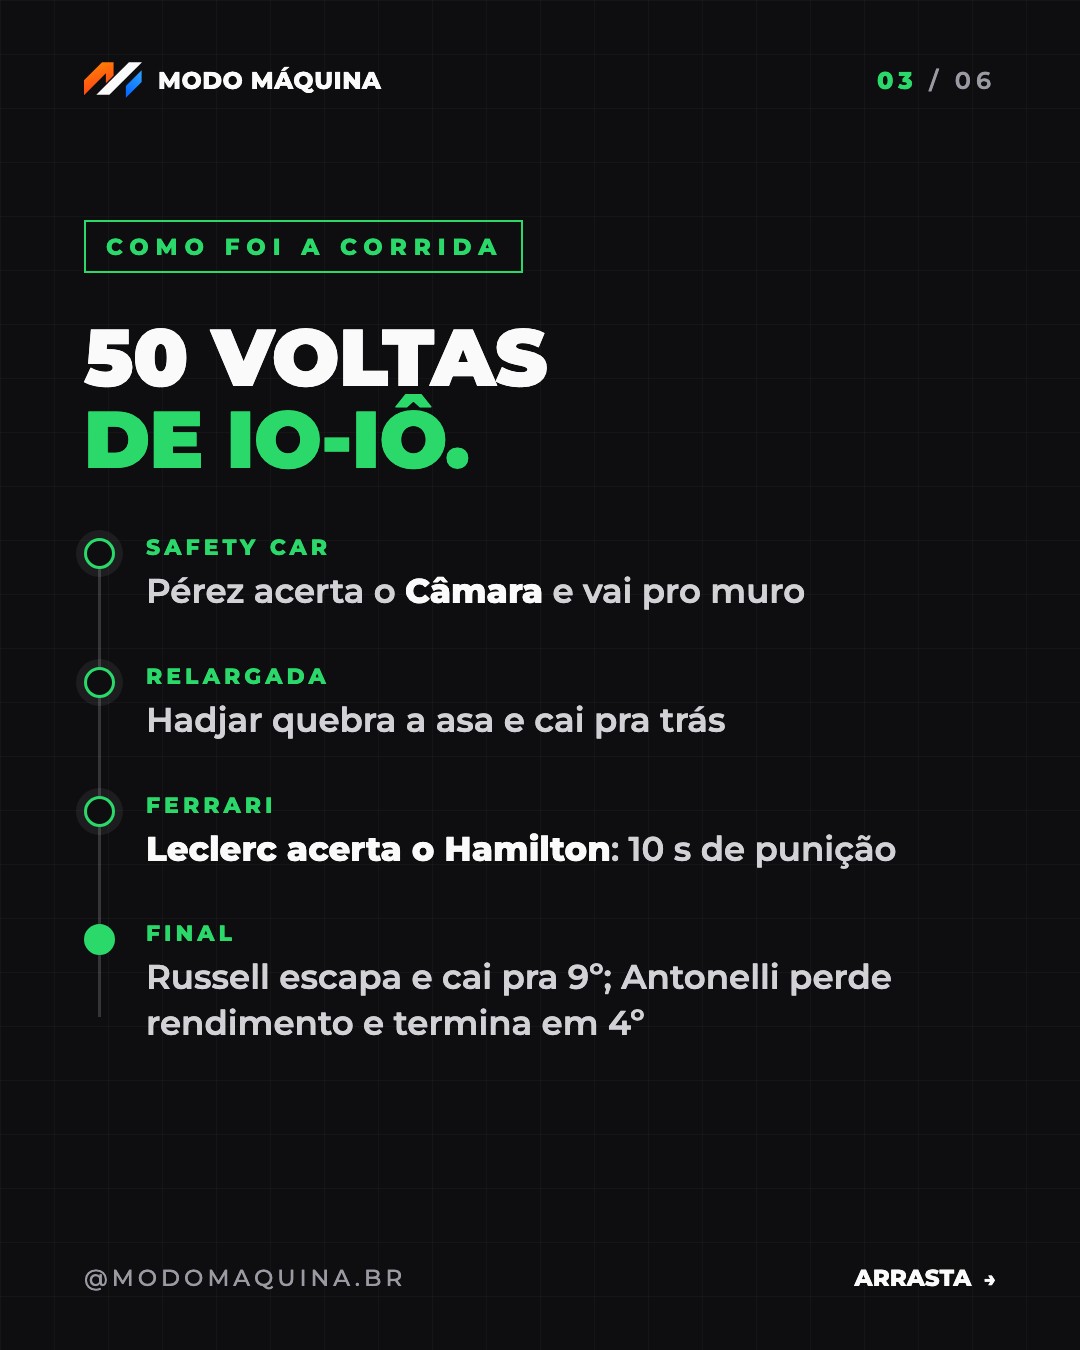 MODO MÁQUINA
03 / 06
COMO FOI A CORRIDA
50 VOLTAS
DE IO-IÔ.
SAFETY CAR
Pérez acerta o Câmara e vai pro muro
RELARGADA
Hadjar quebra a asa e cai pra trás
FERRARI
Leclerc acerta o Hamilton: 10 s de punição
FINAL
Russell escapa e cai pra 9º; Antonelli perde
rendimento e termina em 4º
@MODOMAQUINA.BR
ARRASTA →